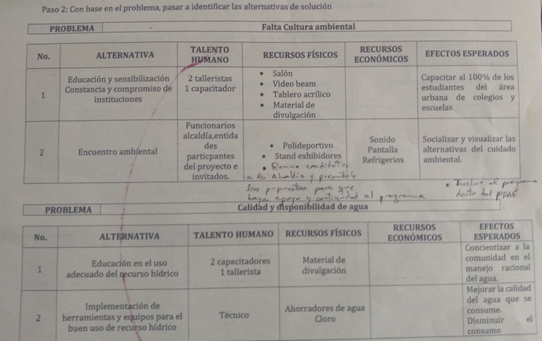 Paso 2: Con base en el problema, pasar a identificar las alternativas de solución
PROBLEMA Falta Cultura ambiental
No. ALTERNATIVA TALENTO HUMANO RECURSOS FÍSICOS RECURSOS ECONÓMICOS EFECTOS ESPERADOS
1
Educación y sensibilización
Constancia y compromiso de
instituciones
2 talleristas
1 capacitador
• Salón
• Video beam
• Tablero acrílico
• Material de
divulgación
Capacitar al 100% de los
estudiantes del área
urbana de colegios y
escuelas
2
Encuentro ambiental
Funcionarios
alcaldía,entida
des
particpantes
del proyecto e
invitados.
• Polideportivo
• Stand exhibidores
• Reunir candidatos
a la Alcaldía y
para que
haya apoyo y al programa
Sonido
Pantalla
Refrigerios
Socializar y visualizar las
alternativas del cuidado
ambiental.
• Incluir el programa
dentro del
PROBLEMA Calidad y disponibilidad de agua
No. ALTERNATIVA TALENTO HUMANO RECURSOS FÍSICOS RECURSOS ECONÓMICOS EFECTOS ESPERADOS
1
Educación en el uso
adecuado del recurso hídrico
2 capacitadores
1 tallerista
Material de
divulgación
Concientizar a la
comunidad en el
manejo racional
del agua.
2
Implementación de
herramientas y equipos para el
buen uso de recurso hídrico
Técnico
Ahorradores de agua
Cloro
Mejorar la calidad
del agua que se
consume.
Disminuir el
consumo